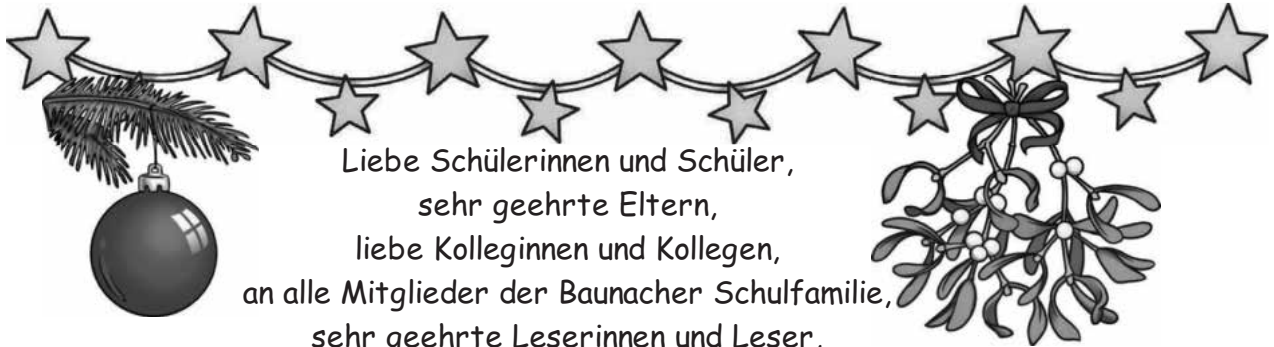 Liebe Schülerinnen und Schüler,
sehr geehrte Eltern,
liebe Kolleginnen und Kollegen,
an alle Mitglieder der Baunacher Schulfamilie,
sehr geehrte Leserinnen und Leser,